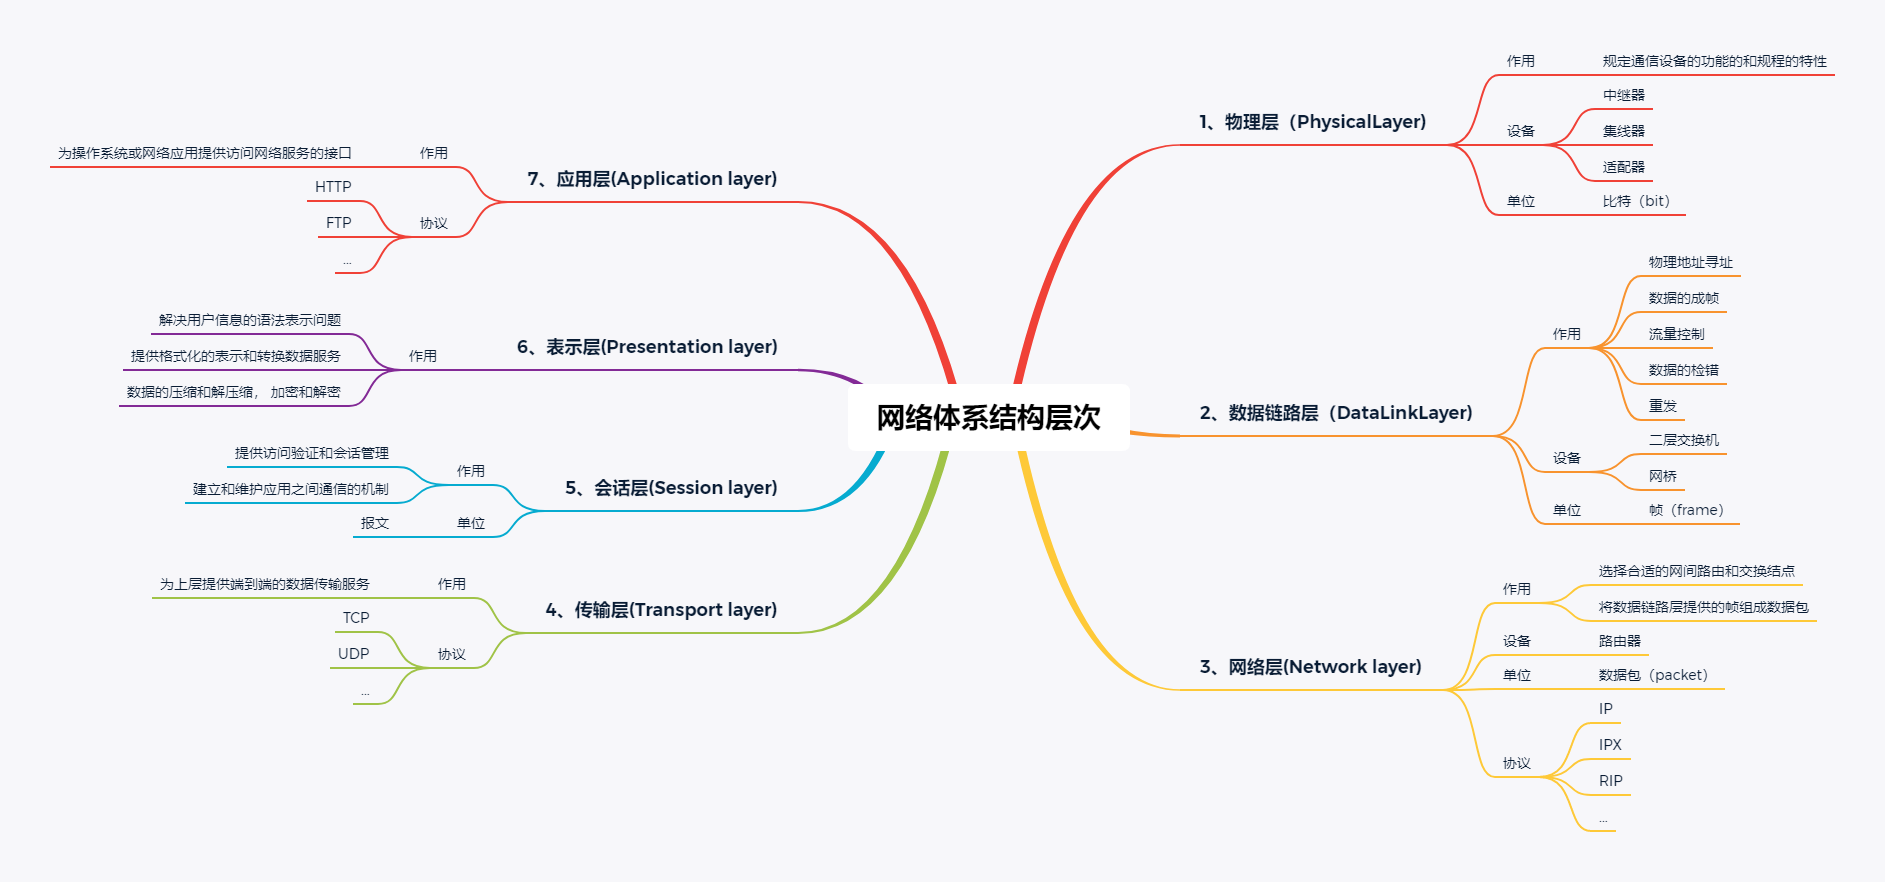 网络体系结构层次
1、物理层（PhysicalLayer)
作用
规定通信设备的功能的和规程的特性
设备
中继器
集线器
适配器
单位
比特（bit）
2、数据链路层（DataLinkLayer)
作用
物理地址寻址
数据的成帧
流量控制
数据的检错
重发
设备
二层交换机
网桥
单位
帧（frame）
3、网络层(Network layer)
作用
选择合适的网间路由和交换结点
将数据链路层提供的帧组成数据包
设备
路由器
单位
数据包（packet）
协议
IP
IPX
RIP
...
4、传输层(Transport layer)
作用
为上层提供端到端的数据传输服务
协议
TCP
UDP
...
5、会话层(Session layer)
作用
提供访问验证和会话管理
建立和维护应用之间通信的机制
单位
报文
6、表示层(Presentation layer)
作用
解决用户信息的语法表示问题
提供格式化的表示和转换数据服务
数据的压缩和解压缩， 加密和解密
7、应用层(Application layer)
作用
为操作系统或网络应用提供访问网络服务的接口
协议
HTTP
FTP
...